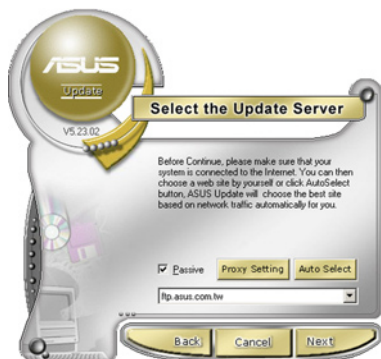 ASUS
Update
V5.23.02
Select the Update Server
Before Continue, please make sure that your
system is connected to the Internet. You can then
choose a web site by yourself or click AutoSelect
button, ASUS Update will choose the best site
based on network traffic automatically for you.
Passive
Proxy Setting
Auto Select
ftp.asus.com.tw
Back
Cancel
Next